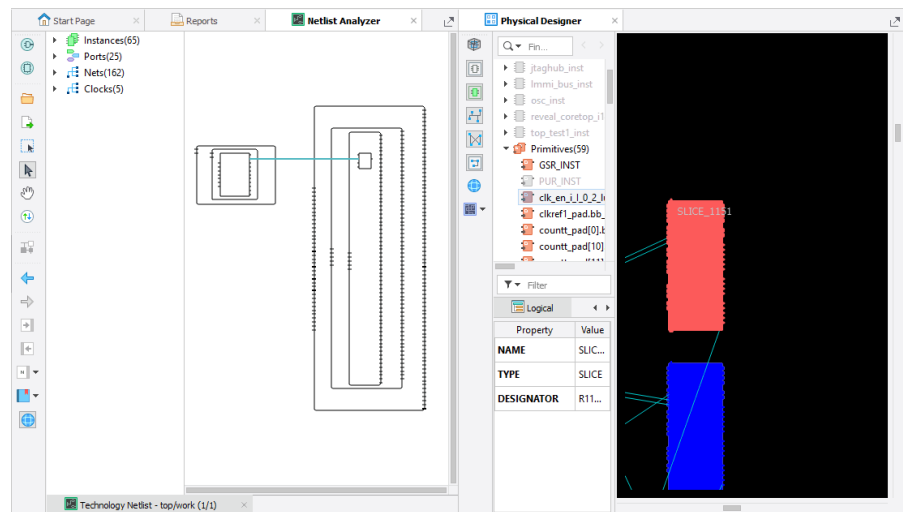 Start Page
Reports
Netlist Analyzer
Physical Designer
Instances(65)
Ports(25)
Nets(162)
Clocks(5)
Technology Netlist - top/work (1/1)
Fin...
jtaghub_inst
lmmi_bus_inst
osc_inst
reveal_coretop_i1
top_test1_inst
Primitives(59)
GSR_INST
PUR_INST
clk_en_i_l_0_2_l
clkref1_pad.bb_
countt_pad[0].b
countt_pad[10]
Filter
Logical
Property Value
NAME SLIC...
TYPE SLICE
DESIGNATOR R11...
SLICE_1151